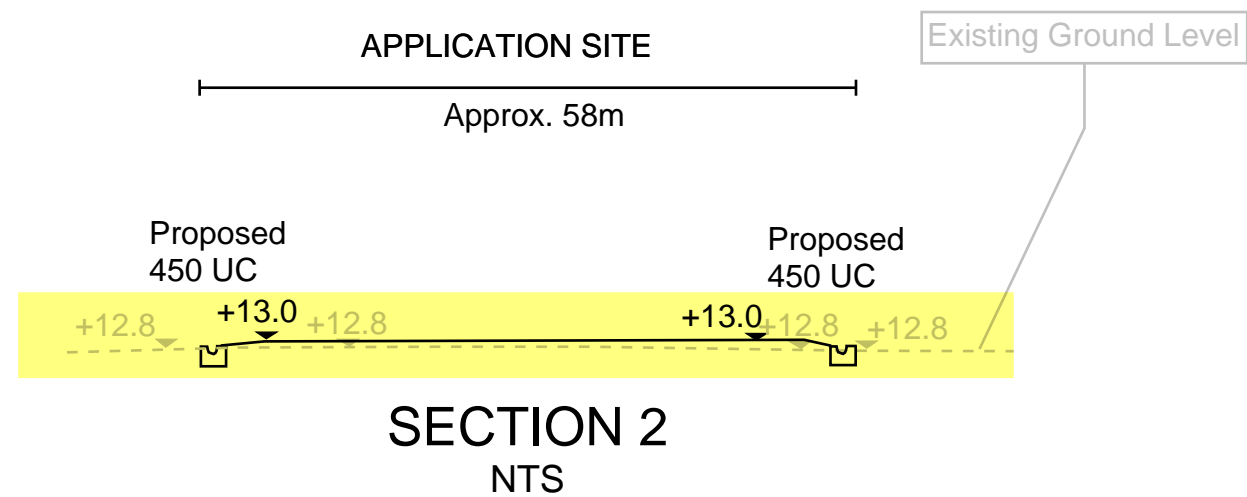 APPLICATION SITE
Existing Ground Level
Approx. 58m
Proposed
450 UC
Proposed
450 UC
+12.8
+13.0
+12.8
+13.0
+12.8
+12.8
SECTION 2
NTS